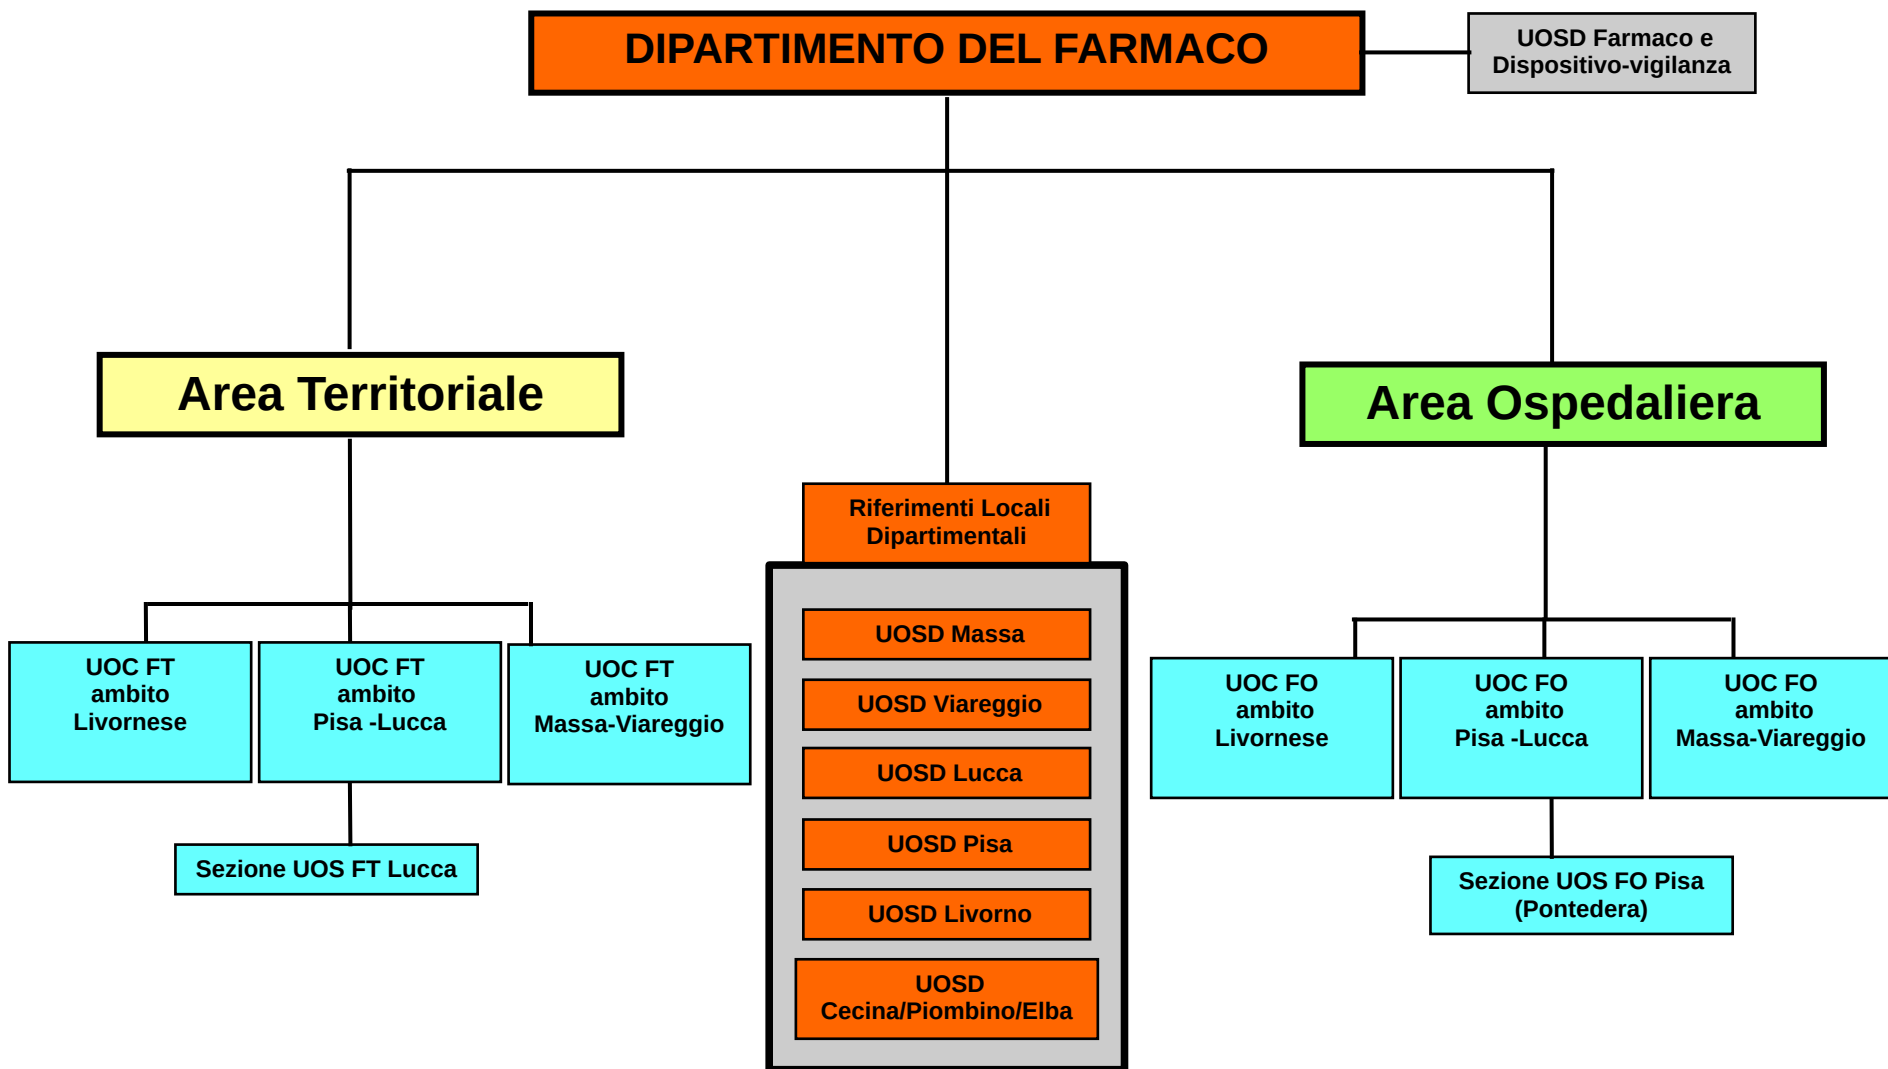 DIPARTIMENTO DEL FARMACO
UOSD Farmaco e
Dispositivo-vigilanza
Area Territoriale
Area Ospedaliera
Riferimenti Locali
Dipartimentali
UOSD Massa
UOSD Viareggio
UOSD Lucca
UOSD Pisa
UOSD Livorno
UOSD
Cecina/Piombino/Elba
UOC FT
ambito
Livornese
UOC FT
ambito
Pisa -Lucca
UOC FT
ambito
Massa-Viareggio
Sezione UOS FT Lucca
UOC FO
ambito
Livornese
UOC FO
ambito
Pisa -Lucca
UOC FO
ambito
Massa-Viareggio
Sezione UOS FO Pisa
(Pontedera)